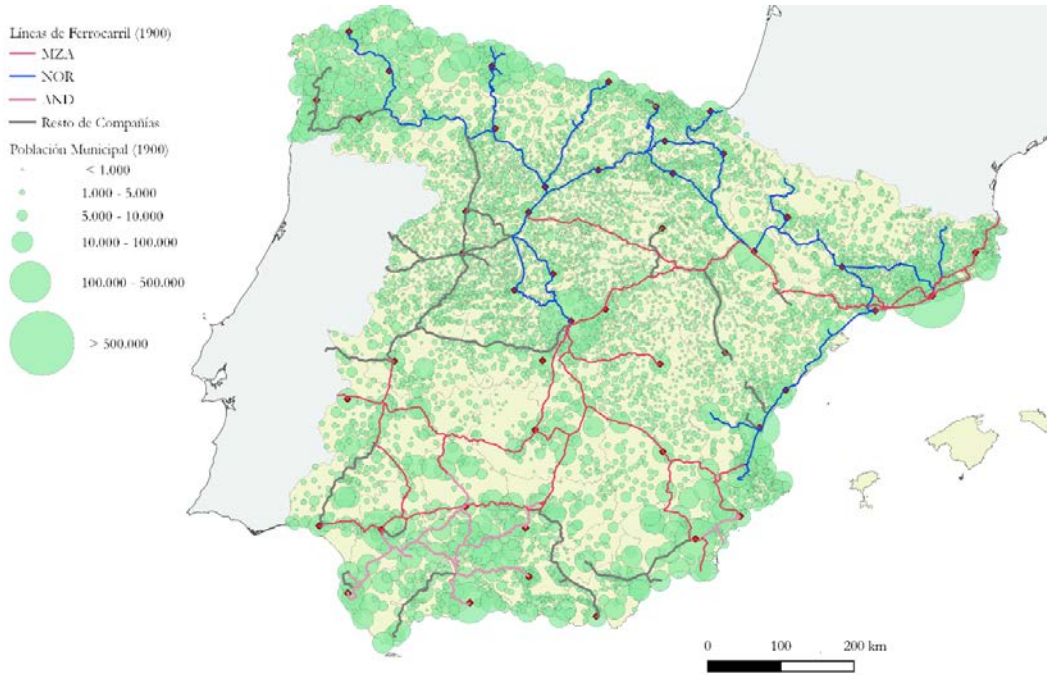 Líneas de Ferrocarril (1900)
MZA
NOR
AND
Resto de Compañías
Población Municipal (1900)
< 1.000
1.000 - 5.000
5.000 - 10.000
10.000 - 100.000
100.000 - 500.000
> 500.000
0 100 200 km